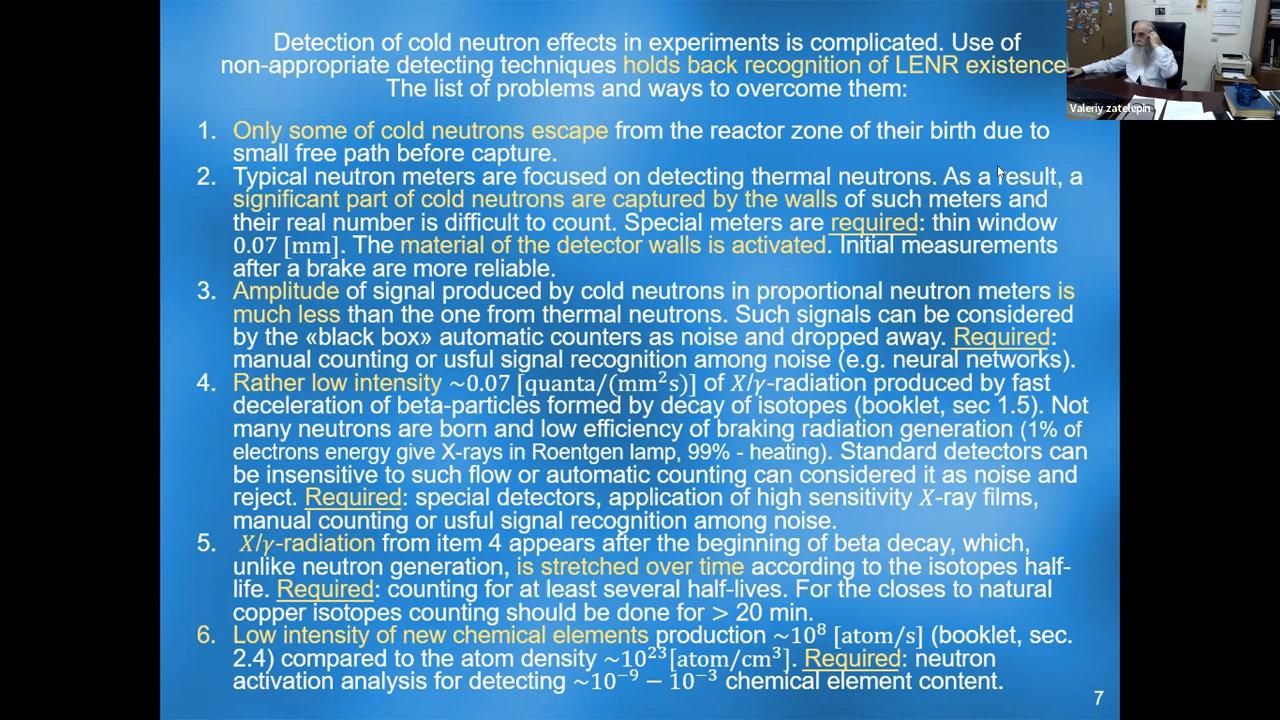 Detection of cold neutron effects in experiments is complicated. Use of
non-appropriate detecting techniques holds back recognition of LENR existence
The list of problems and ways to overcome them:
1. Only some of cold neutrons escape from the reactor zone of their birth due to
small free path before capture.
2. Typical neutron meters are focused on detecting thermal neutrons. As a result, a
significant part of cold neutrons are captured by the walls of such meters and
their real number is difficult to count. Special meters are required: thin window
0.07 [mm]. The material of the detector walls is activated. Initial measurements
after a brake are more reliable.
3. Amplitude of signal produced by cold neutrons in proportional neutron meters is
much less than the one from thermal neutrons. Such signals can be considered
by the «black box» automatic counters as noise and dropped away. Required:
manual counting or usful signal recognition among noise (e.g. neural networks).
4. Rather low intensity ~0.07 [quanta/(mm²s)] of X/γ-radiation produced by fast
deceleration of beta-particles formed by decay of isotopes (booklet, sec 1.5). Not
many neutrons are born and low efficiency of braking radiation generation (1% of
electrons energy give X-rays in Roentgen lamp, 99% - heating). Standard detectors can
be insensitive to such flow or automatic counting can considered it as noise and
reject. Required: special detectors, application of high sensitivity X-ray films,
manual counting or usful signal recognition among noise.
5. X/γ-radiation from item 4 appears after the beginning of beta decay, which,
unlike neutron generation, is stretched over time according to the isotopes half-
life. Required: counting for at least several half-lives. For the closes to natural
copper isotopes counting should be done for > 20 min.
6. Low intensity of new chemical elements production ~10⁸ [atom/s] (booklet, sec.
2.4) compared to the atom density ~10²³[atom/cm³]. Required: neutron
activation analysis for detecting ~10⁻⁹ − 10⁻³ chemical element content.
7
Valeriy zatelepin